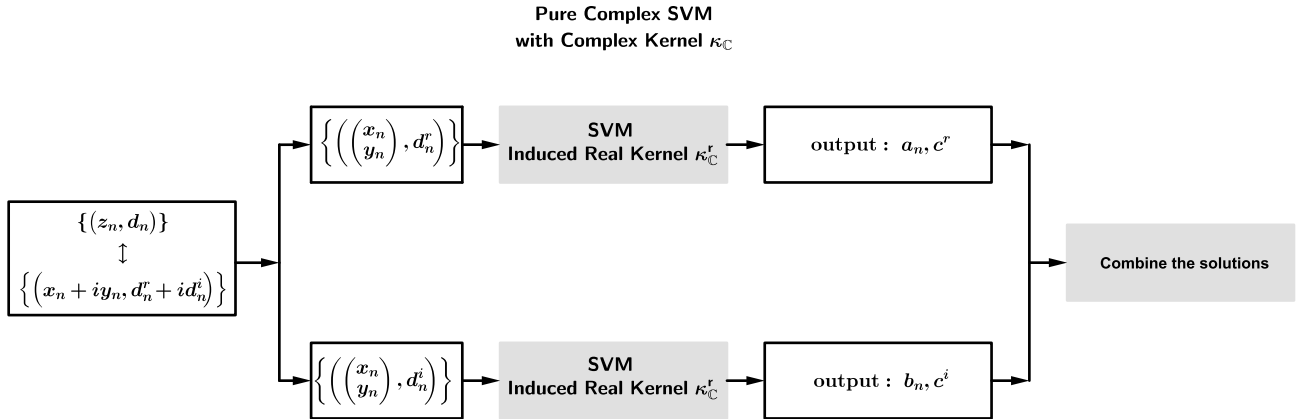 Pure Complex SVM
with Complex Kernel κ_ℂ
{((x_n y_n), d_n^r)}
SVM
Induced Real Kernel κ_ℂ^r
output : a_n, c^r
{(z_n, d_n)}
↕
{(x_n + iy_n, d_n^r + id_n^i)}
Combine the solutions
{((x_n y_n), d_n^i)}
SVM
Induced Real Kernel κ_ℂ^r
output : b_n, c^i